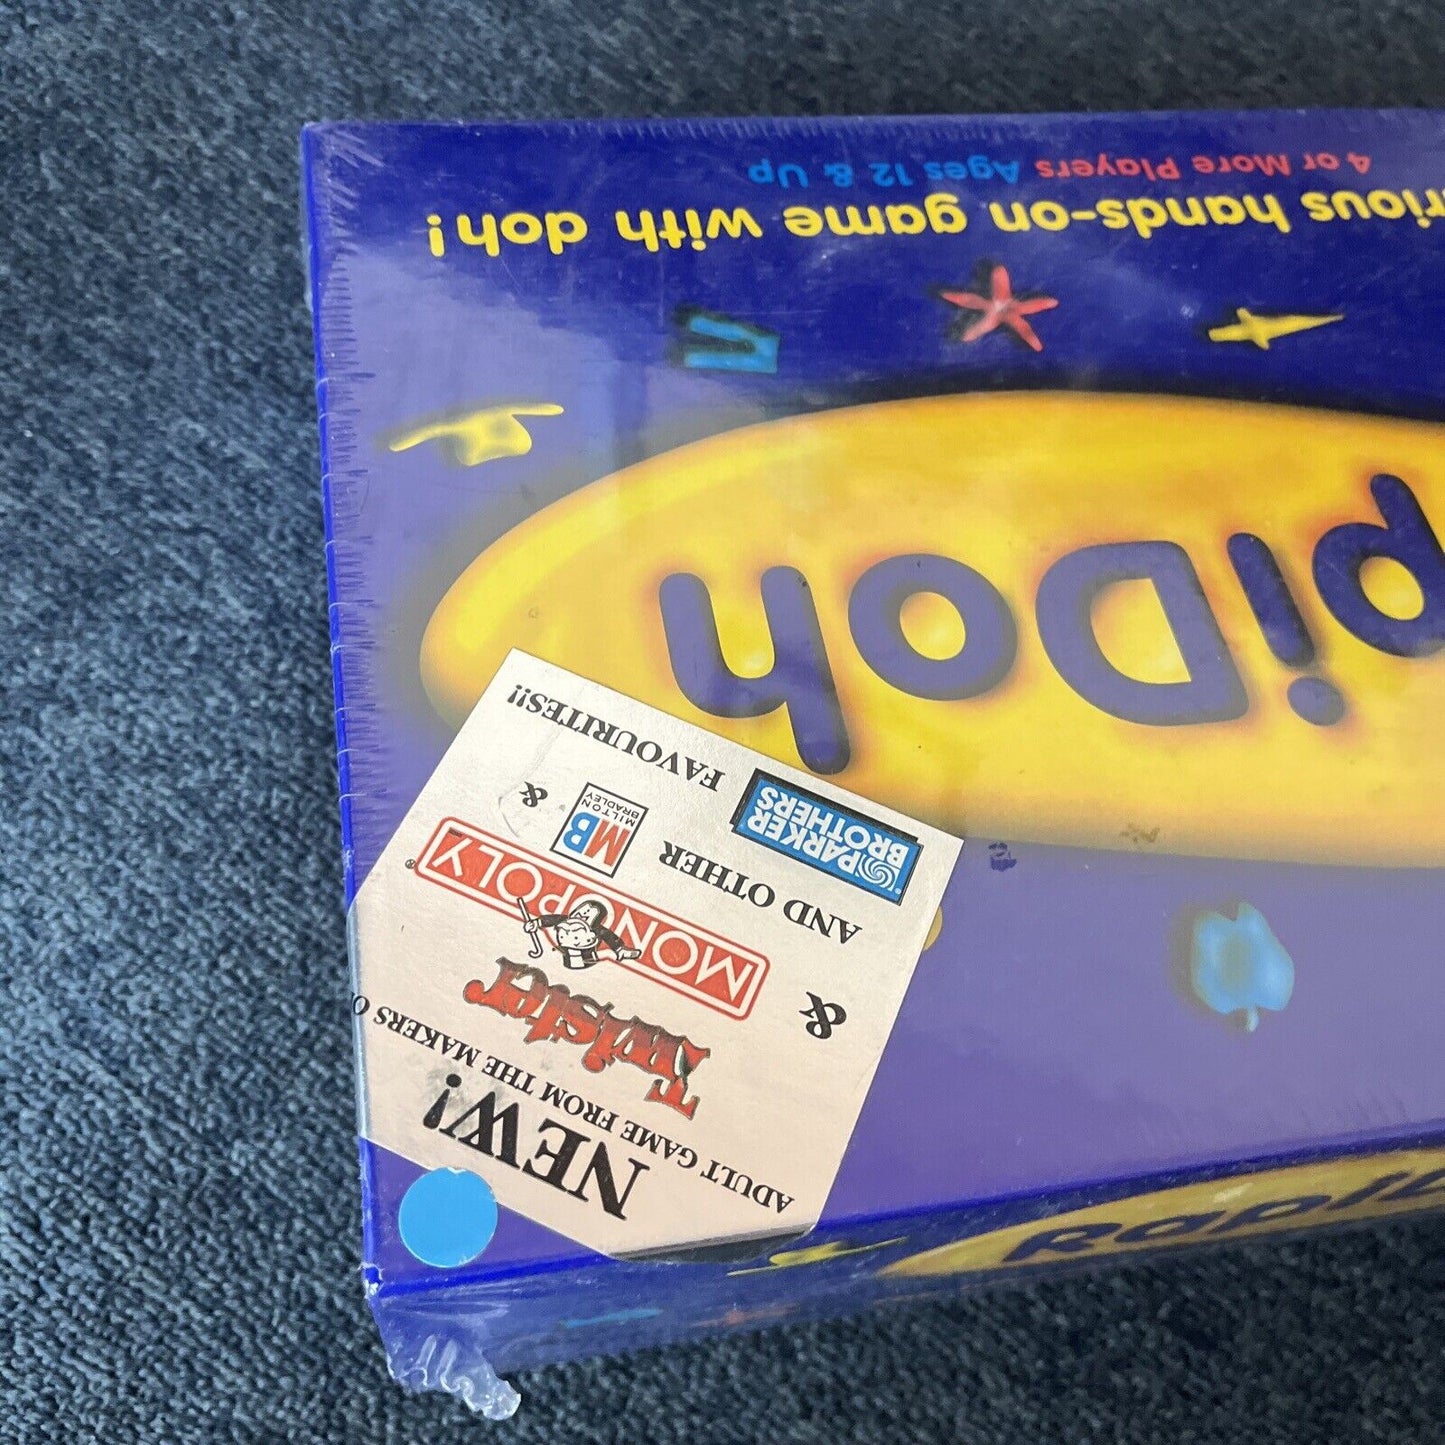 piDoh
rious hands-on game with doh!
4 or More Players Ages 12 & Up
NEW!
ADULT GAME FROM THE MAKERS
Twister
&
MONOPOLY®
AND OTHER
MB
MILTON
BRADLEY
&
PARKER
BROTHERS®
FAVOURITES!!
RapiD